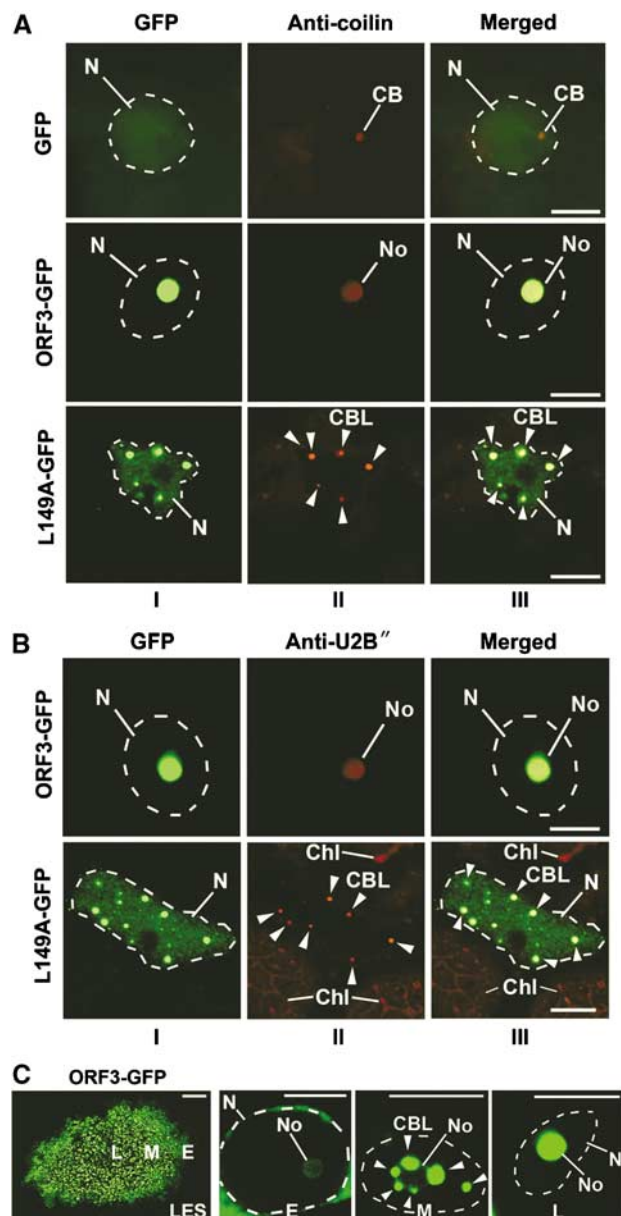 A
GFP Anti-coilin Merged
GFP
N CB N CB
ORF3-GFP
N No N No
L149A-GFP
N CBL CBL N
I II III
B
GFP Anti-U2B″ Merged
ORF3-GFP
N No N No
L149A-GFP
N Chl CBL Chl Chl CBL N Chl
I II III
C
ORF3-GFP
L M E LES
N No E
CBL No M
No N L